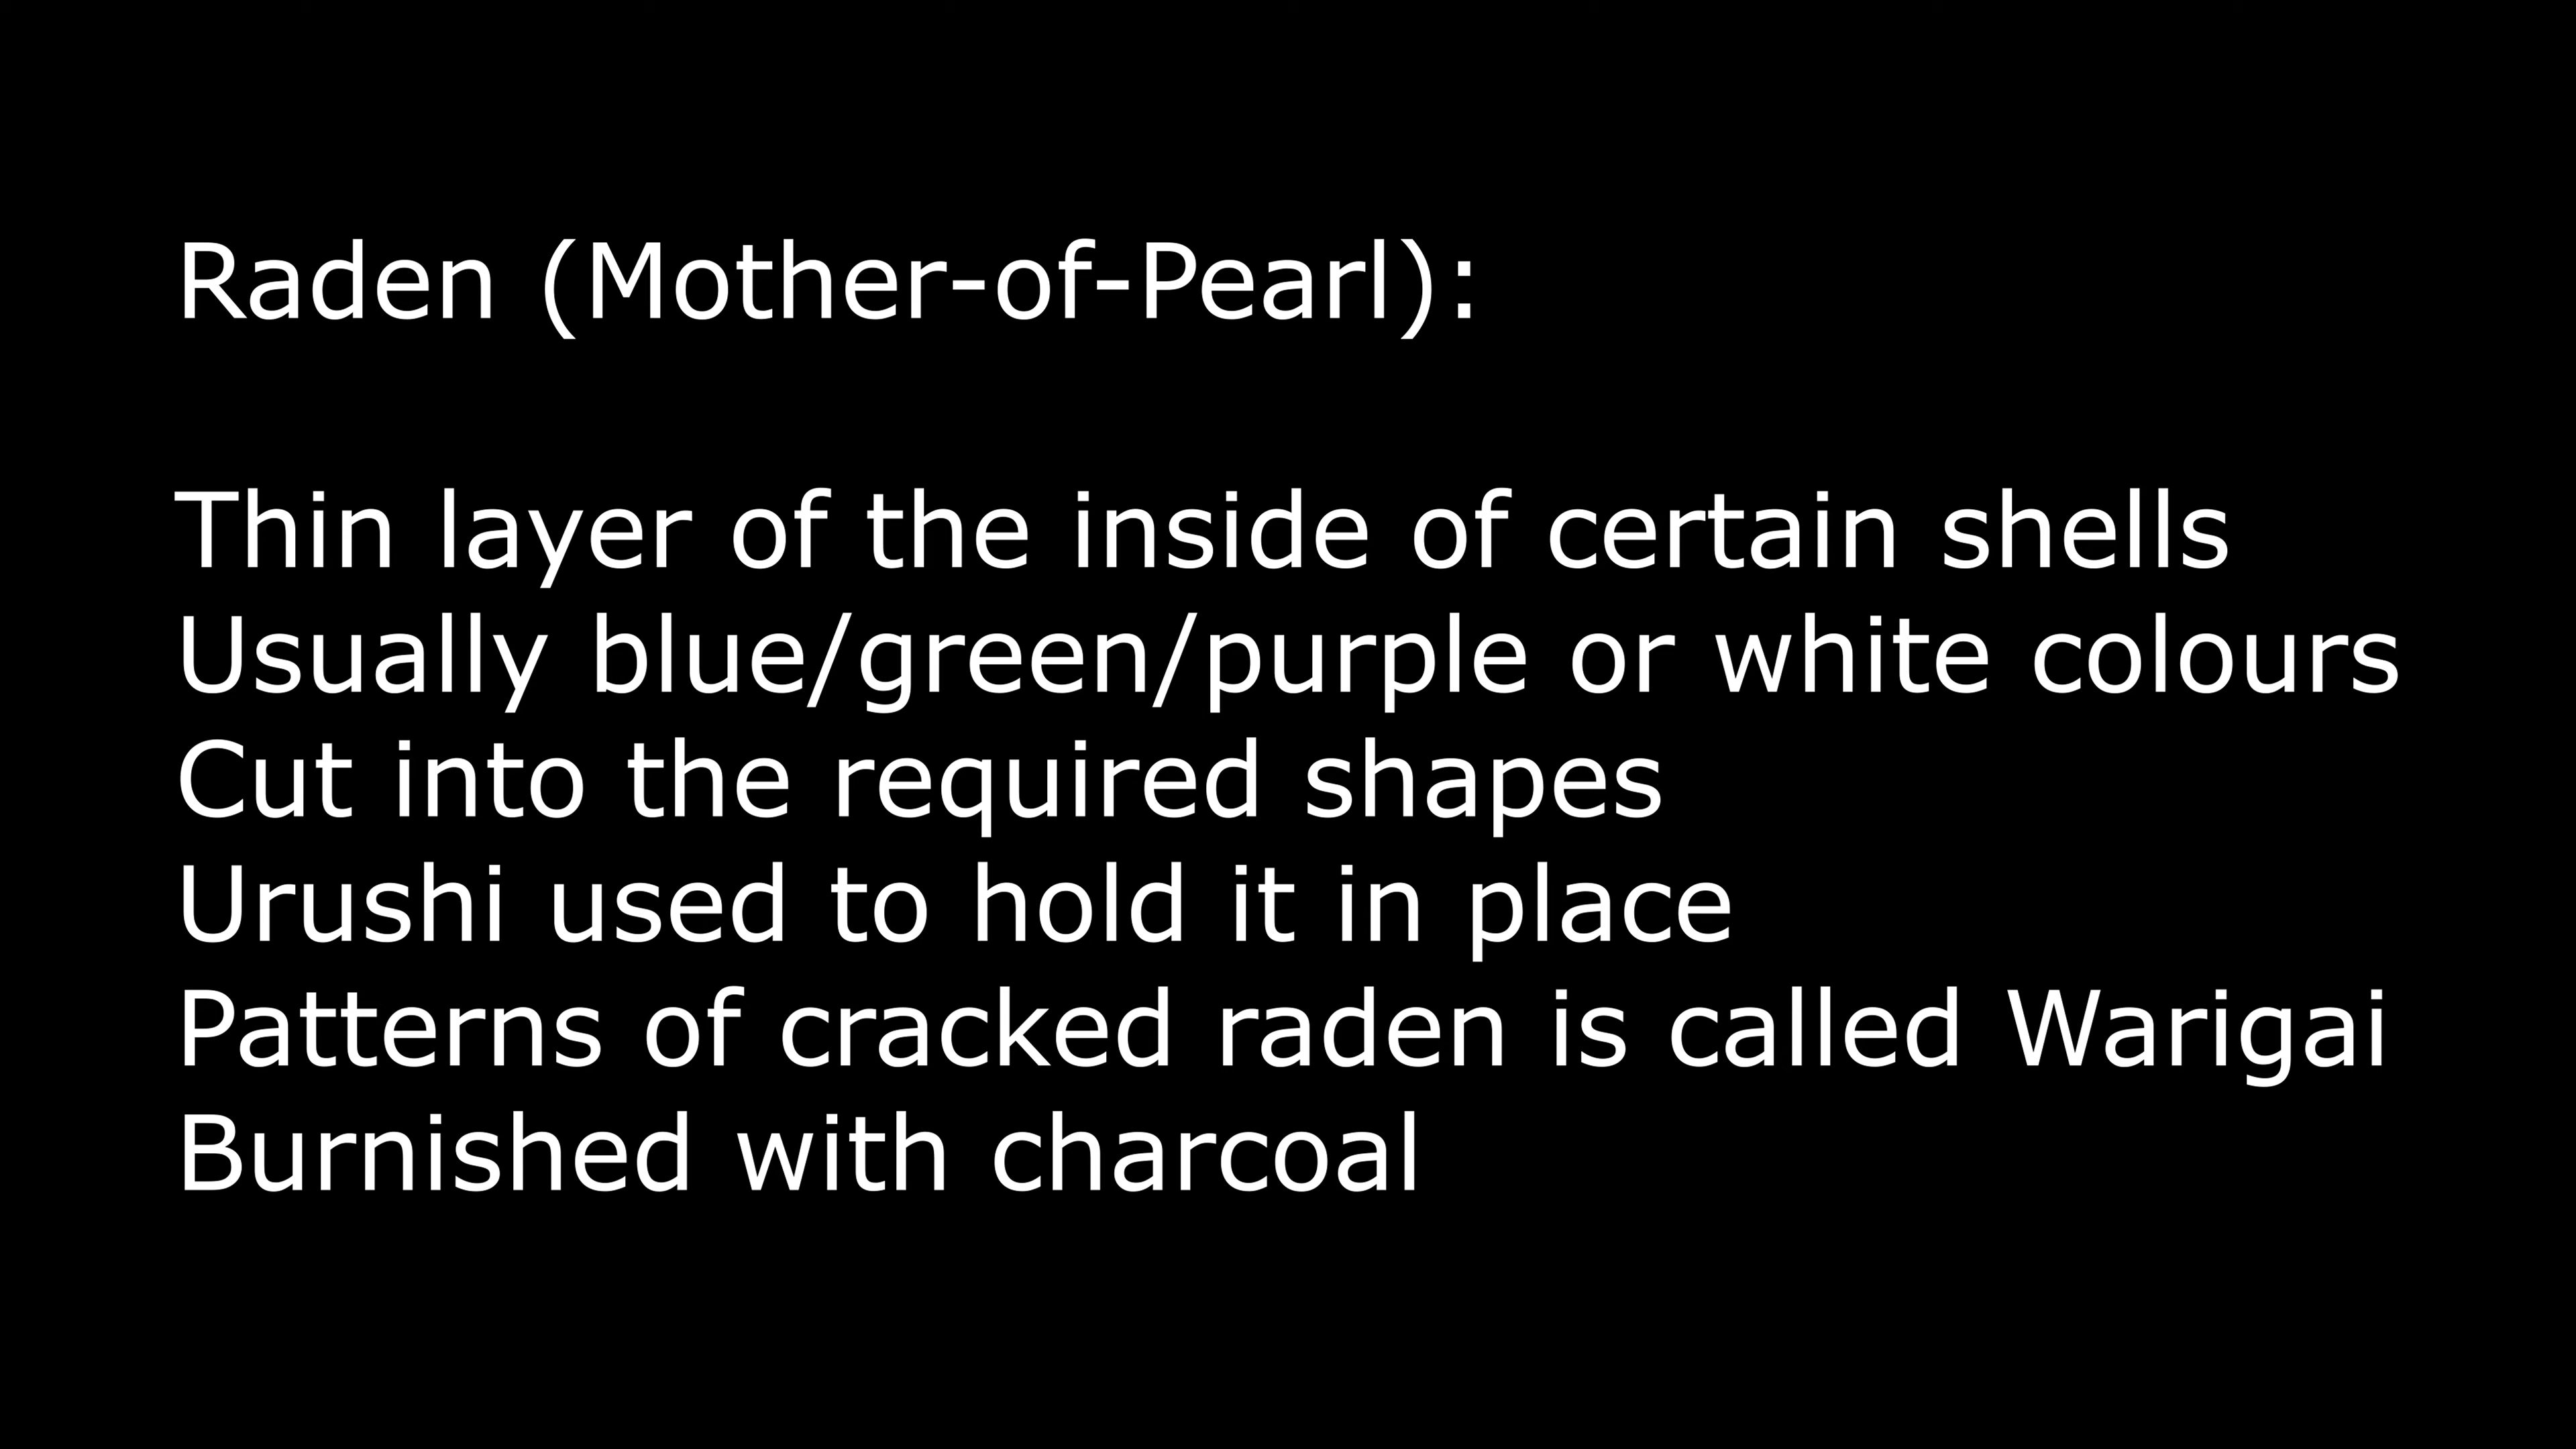 Raden (Mother-of-Pearl):
Thin layer of the inside of certain shells
Usually blue/green/purple or white colours
Cut into the required shapes
Urushi used to hold it in place
Patterns of cracked raden is called Warigai
Burnished with charcoal